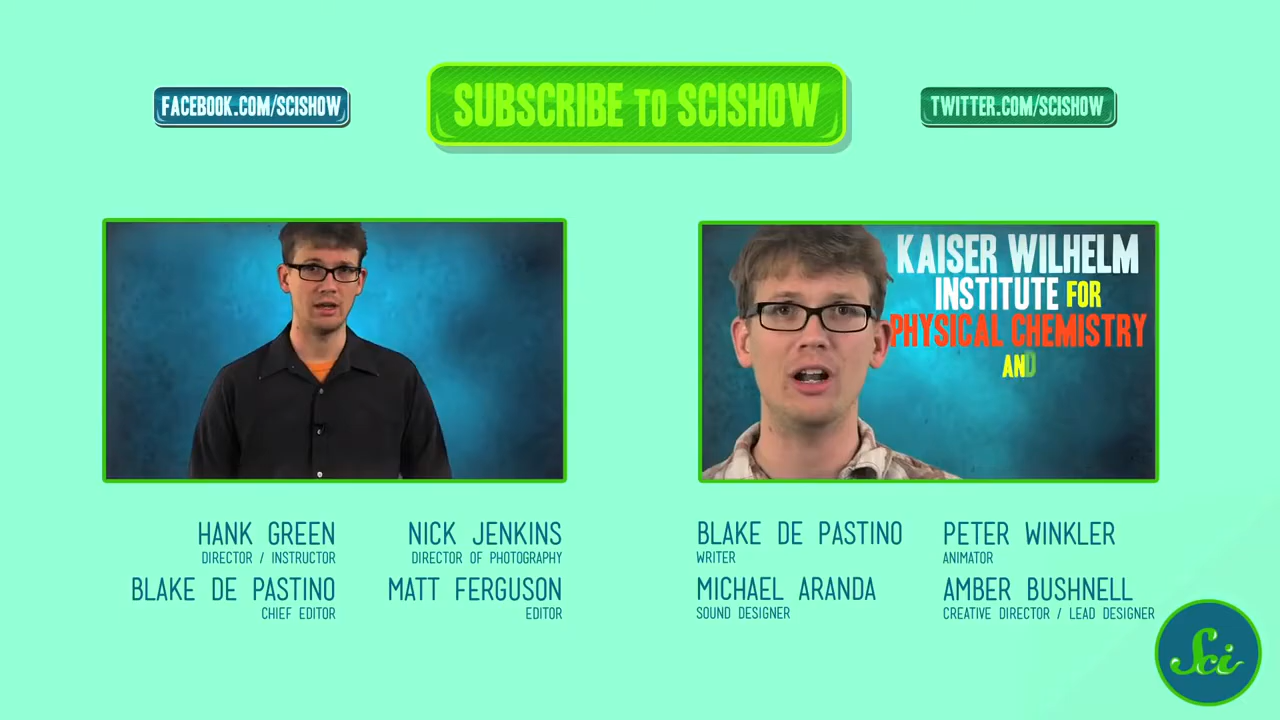 FACEBOOK.COM/SCISHOW
SUBSCRIBE TO SCISHOW
TWITTER.COM/SCISHOW
KAISER WILHELM
INSTITUTE FOR
PHYSICAL CHEMISTRY
AND
HANK GREEN
DIRECTOR / INSTRUCTOR
NICK JENKINS
DIRECTOR OF PHOTOGRAPHY
BLAKE DE PASTINO
CHIEF EDITOR
MATT FERGUSON
EDITOR
BLAKE DE PASTINO
WRITER
PETER WINKLER
ANIMATOR
MICHAEL ARANDA
SOUND DESIGNER
AMBER BUSHNELL
CREATIVE DIRECTOR / LEAD DESIGNER
Sci